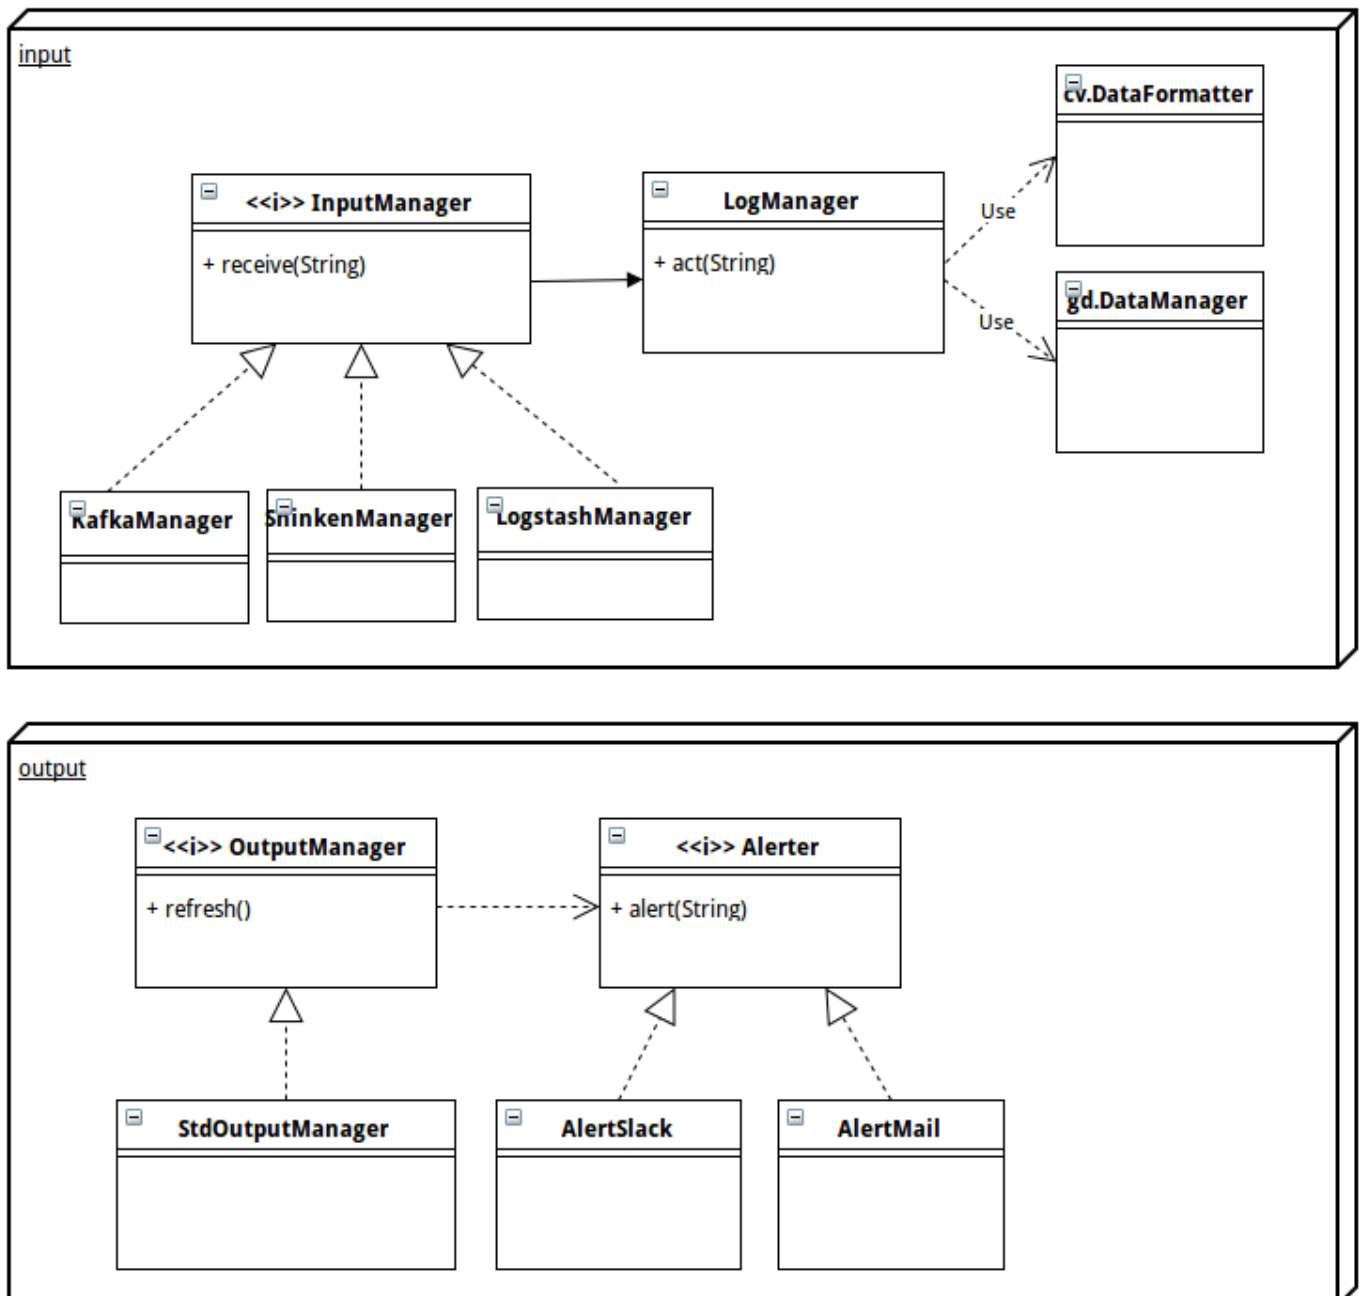 input
cv.DataFormatter
<<i>> InputManager
LogManager
+ receive(String)
+ act(String)
Use
gd.DataManager
Use
KafkaManager
ShinkenManager
LogstashManager
output
<<i>> OutputManager
<<i>> Alerter
+ refresh()
+ alert(String)
StdOutputManager
AlertSlack
AlertMail